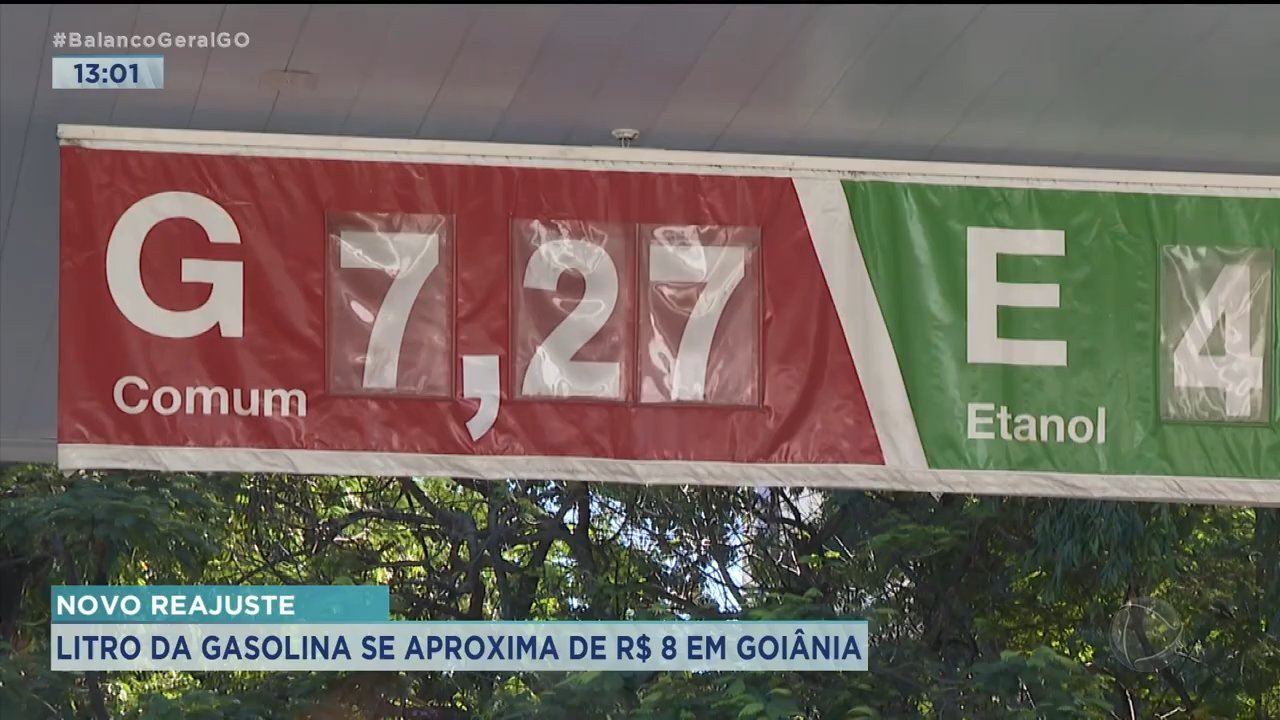 #BalancoGeralGO
13:01
G 7,27
Comum
E 4
Etanol
NOVO REAJUSTE
LITRO DA GASOLINA SE APROXIMA DE R$ 8 EM GOIÂNIA